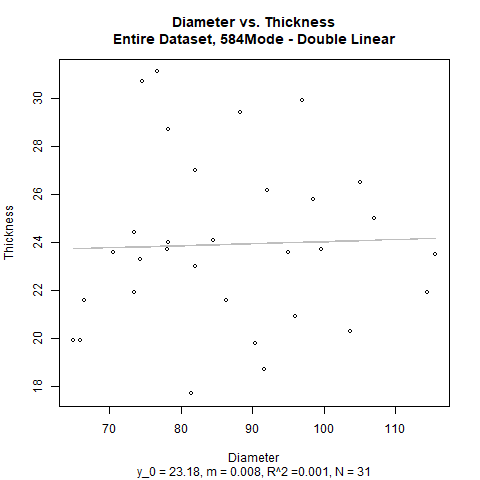 Diameter vs. Thickness
Entire Dataset, 584Mode - Double Linear
Thickness
30
28
26
24
22
20
18
70 80 90 100 110
Diameter
y_0 = 23.18, m = 0.008, R^2 =0.001, N = 31